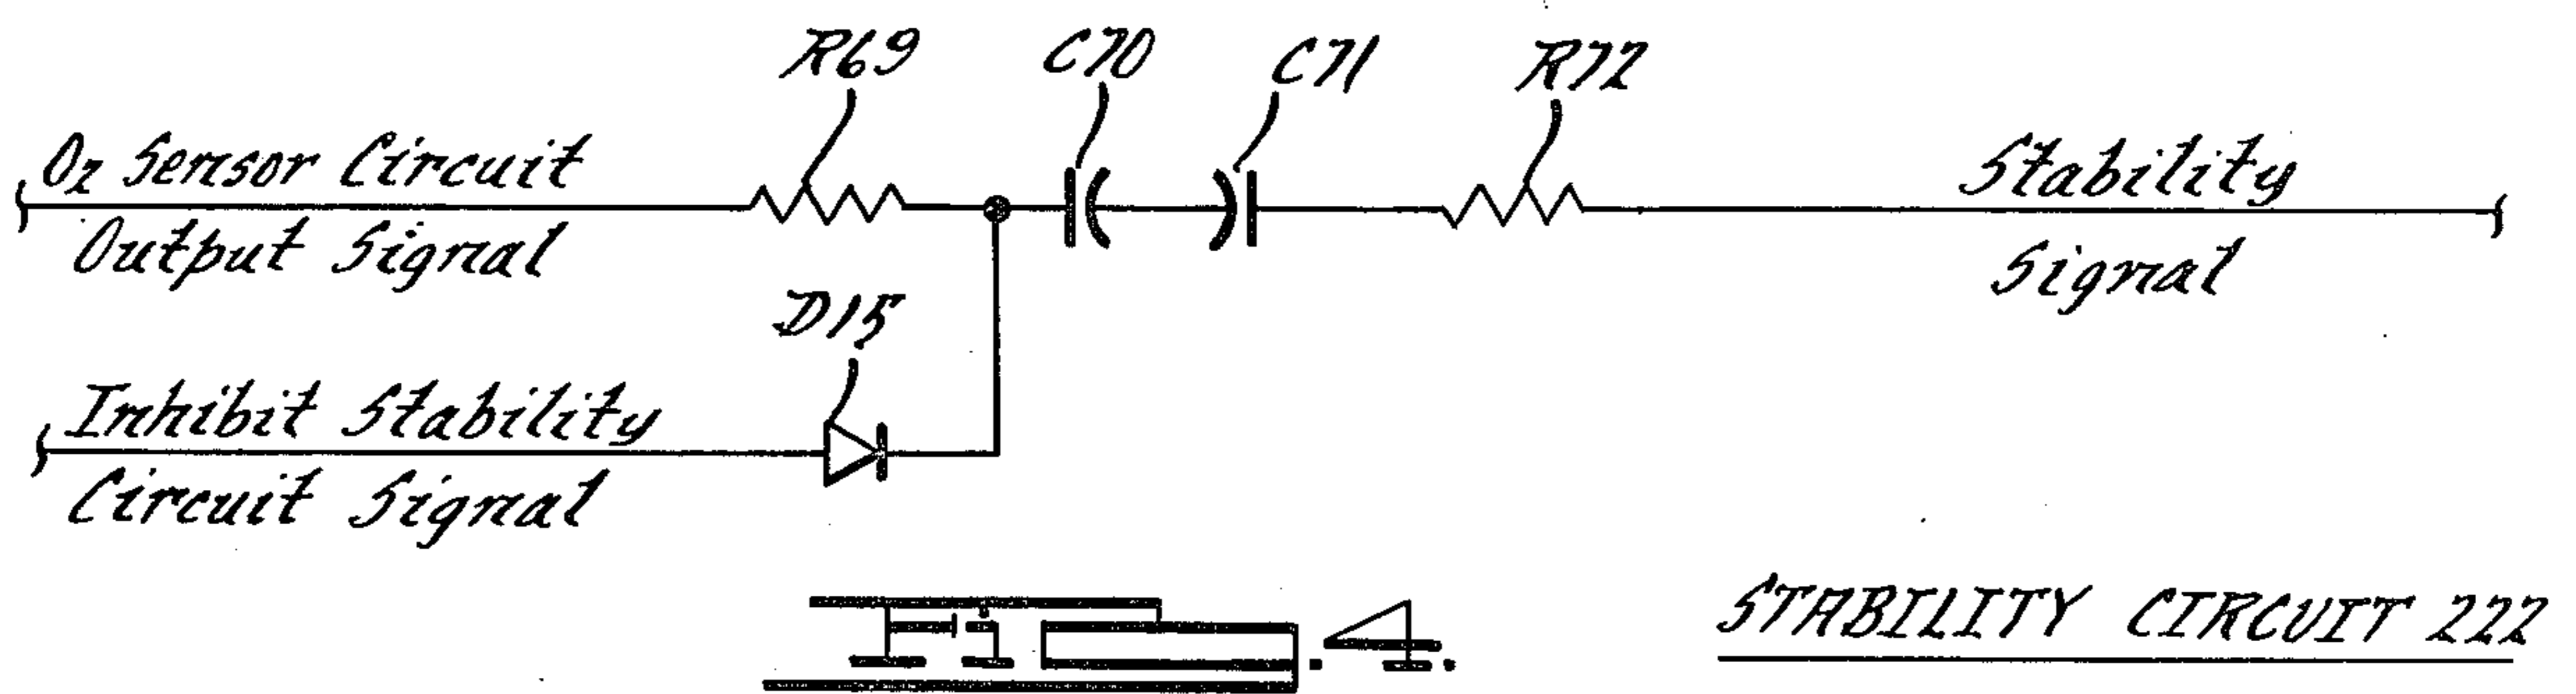 R69
C70
C71
R72
O2 Sensor Circuit
Output Signal
Stability
Signal
D15
Inhibit Stability
Circuit Signal
Fig. 4.
STABILITY CIRCUIT 222